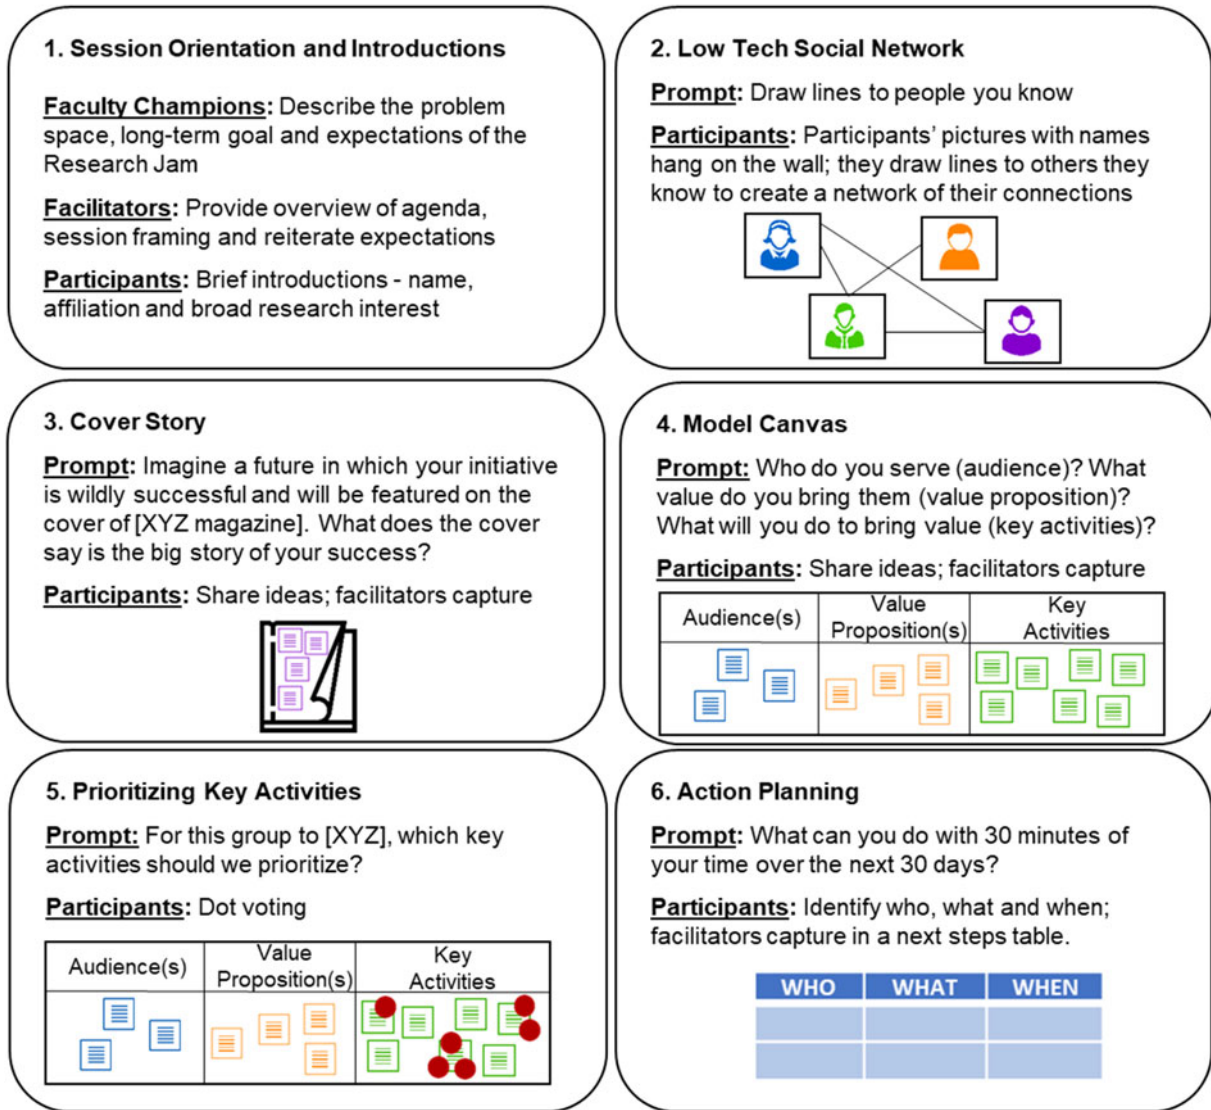 1. Session Orientation and Introductions
Faculty Champions: Describe the problem
space, long-term goal and expectations of the
Research Jam
Facilitators: Provide overview of agenda,
session framing and reiterate expectations
Participants: Brief introductions - name,
affiliation and broad research interest
2. Low Tech Social Network
Prompt: Draw lines to people you know
Participants: Participants’ pictures with names
hang on the wall; they draw lines to others they
know to create a network of their connections
3. Cover Story
Prompt: Imagine a future in which your initiative
is wildly successful and will be featured on the
cover of [XYZ magazine]. What does the cover
say is the big story of your success?
Participants: Share ideas; facilitators capture
4. Model Canvas
Prompt: Who do you serve (audience)? What
value do you bring them (value proposition)?
What will you do to bring value (key activities)?
Participants: Share ideas; facilitators capture
Audience(s)
Value
Proposition(s)
Key
Activities
5. Prioritizing Key Activities
Prompt: For this group to [XYZ], which key
activities should we prioritize?
Participants: Dot voting
Audience(s)
Value
Proposition(s)
Key
Activities
6. Action Planning
Prompt: What can you do with 30 minutes of
your time over the next 30 days?
Participants: Identify who, what and when;
facilitators capture in a next steps table.
WHO WHAT WHEN